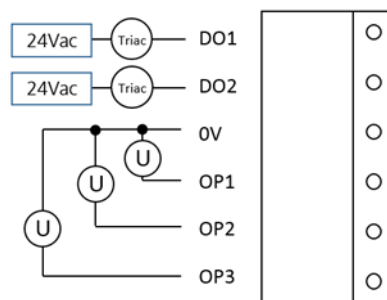 24Vac Triac DO1
24Vac Triac DO2
0V
U OP1
U OP2
U OP3